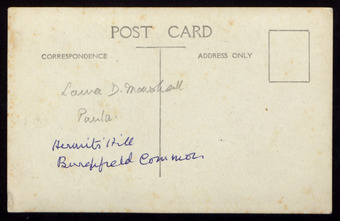 POST CARD
CORRESPONDENCE
ADDRESS ONLY
Laura D. Marshall
Paula
Hermits' Hill
Burghfield Common